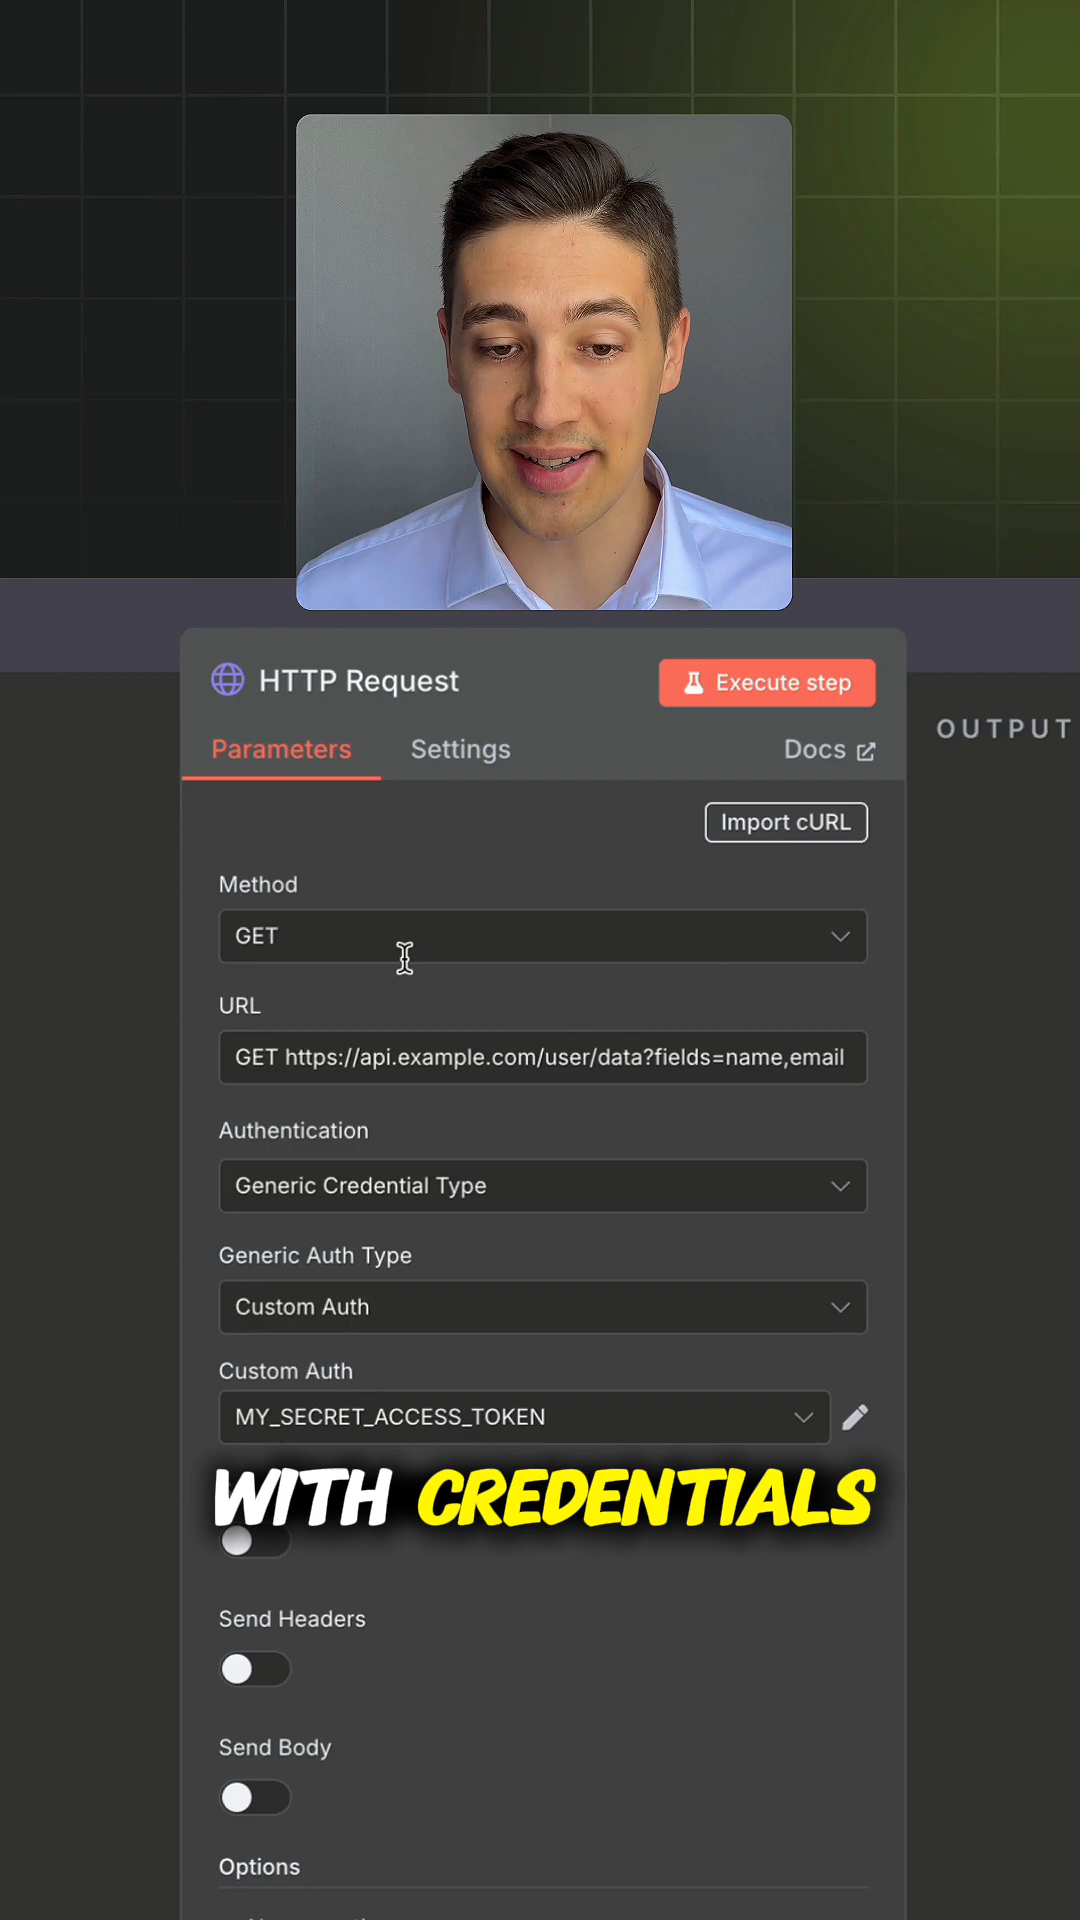 HTTP Request
Execute step
OUTPUT
Parameters
Settings
Docs
Import cURL
Method
GET
URL
GET https://api.example.com/user/data?fields=name,email
Authentication
Generic Credential Type
Generic Auth Type
Custom Auth
Custom Auth
MY_SECRET_ACCESS_TOKEN
WITH CREDENTIALS
Send Headers
Send Body
Options